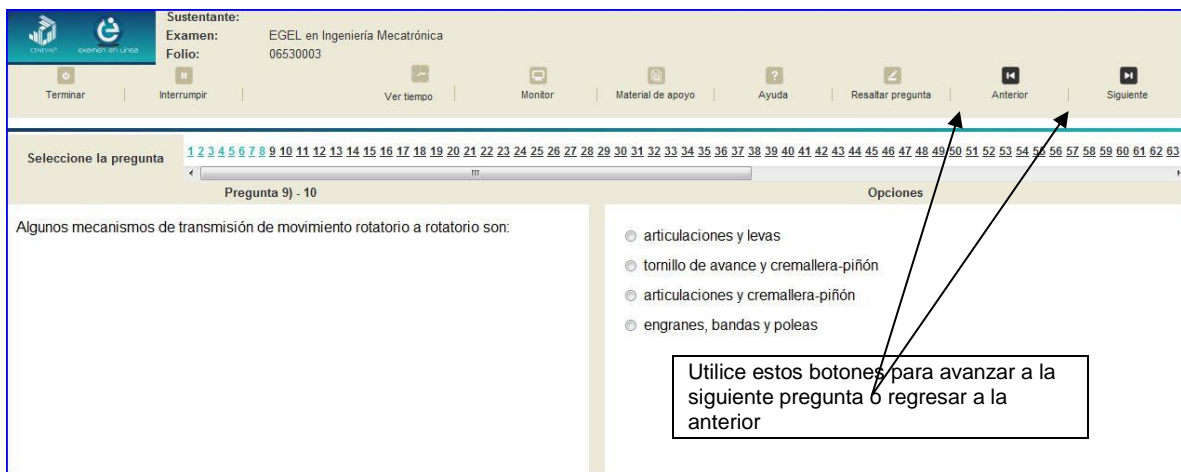 Sustentante:
Examen: EGEL en Ingeniería Mecatrónica
Folio: 06530003
CENEVAL examen en línea
Terminar Interrumpir Ver tiempo Monitor Material de apoyo Ayuda Resaltar pregunta Anterior Siguiente
Seleccione la pregunta 1 2 3 4 5 6 7 8 9 10 11 12 13 14 15 16 17 18 19 20 21 22 23 24 25 26 27 28 29 30 31 32 33 34 35 36 37 38 39 40 41 42 43 44 45 46 47 48 49 50 51 52 53 54 55 56 57 58 59 60 61 62 63
Pregunta 9) - 10 Opciones
Algunos mecanismos de transmisión de movimiento rotatorio a rotatorio son:
articulaciones y levas
tornillo de avance y cremallera-piñón
articulaciones y cremallera-piñón
engranes, bandas y poleas
Utilice estos botones para avanzar a la
siguiente pregunta o regresar a la
anterior